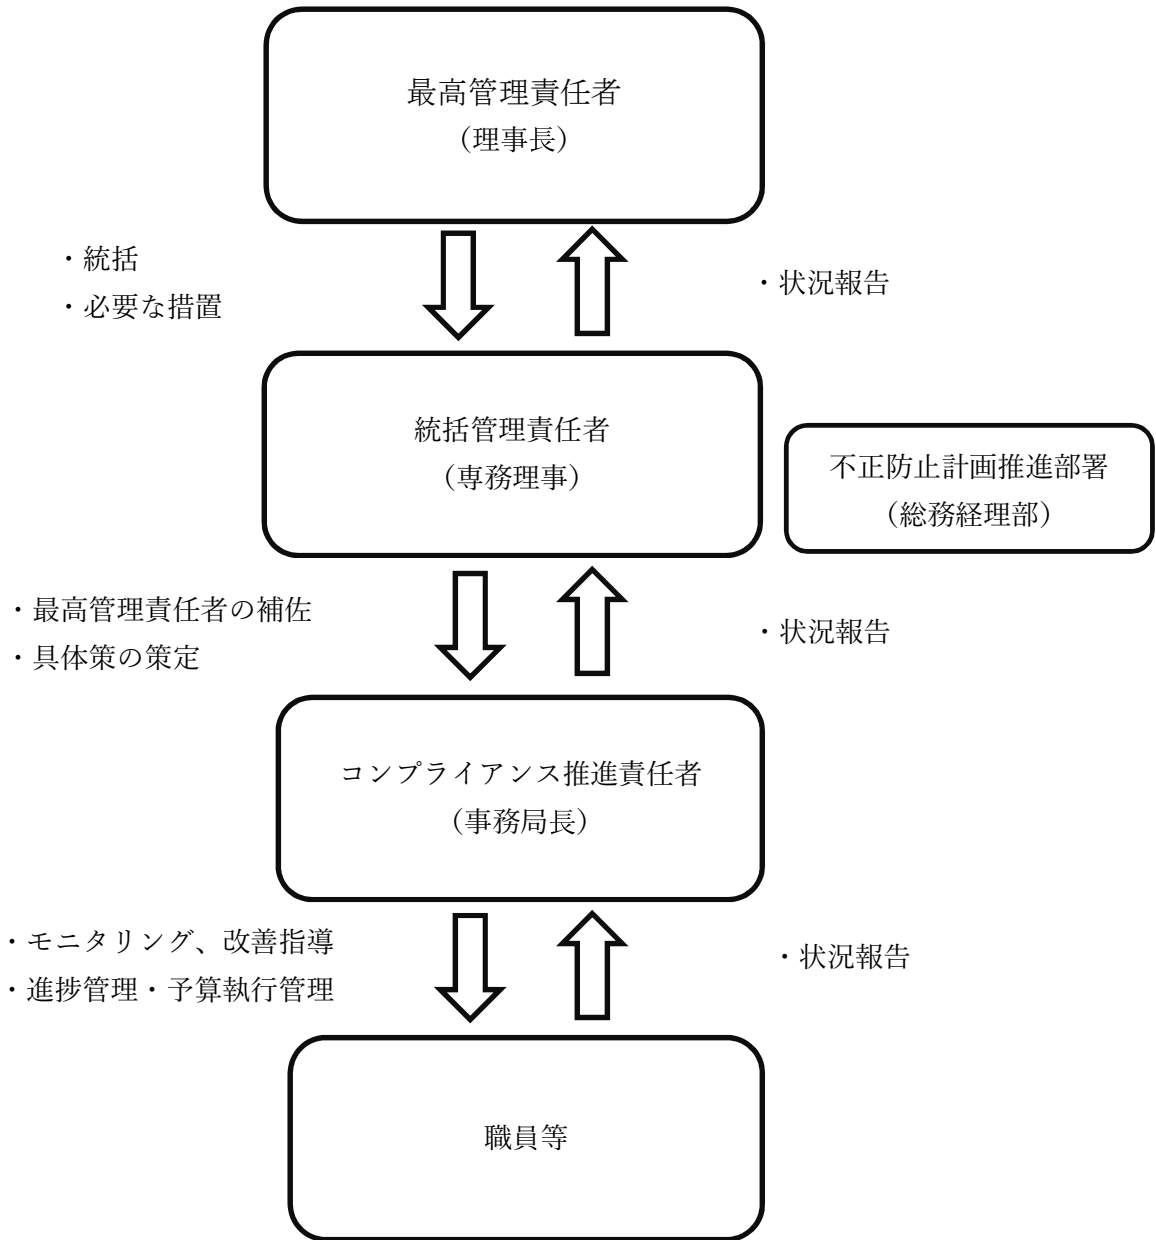 最高管理責任者
（理事長）
・統括
・必要な措置
・状況報告
統括管理責任者
（専務理事）
不正防止計画推進部署
（総務経理部）
・最高管理責任者の補佐
・具体策の策定
・状況報告
コンプライアンス推進責任者
（事務局長）
・モニタリング、改善指導
・進捗管理・予算執行管理
・状況報告
職員等